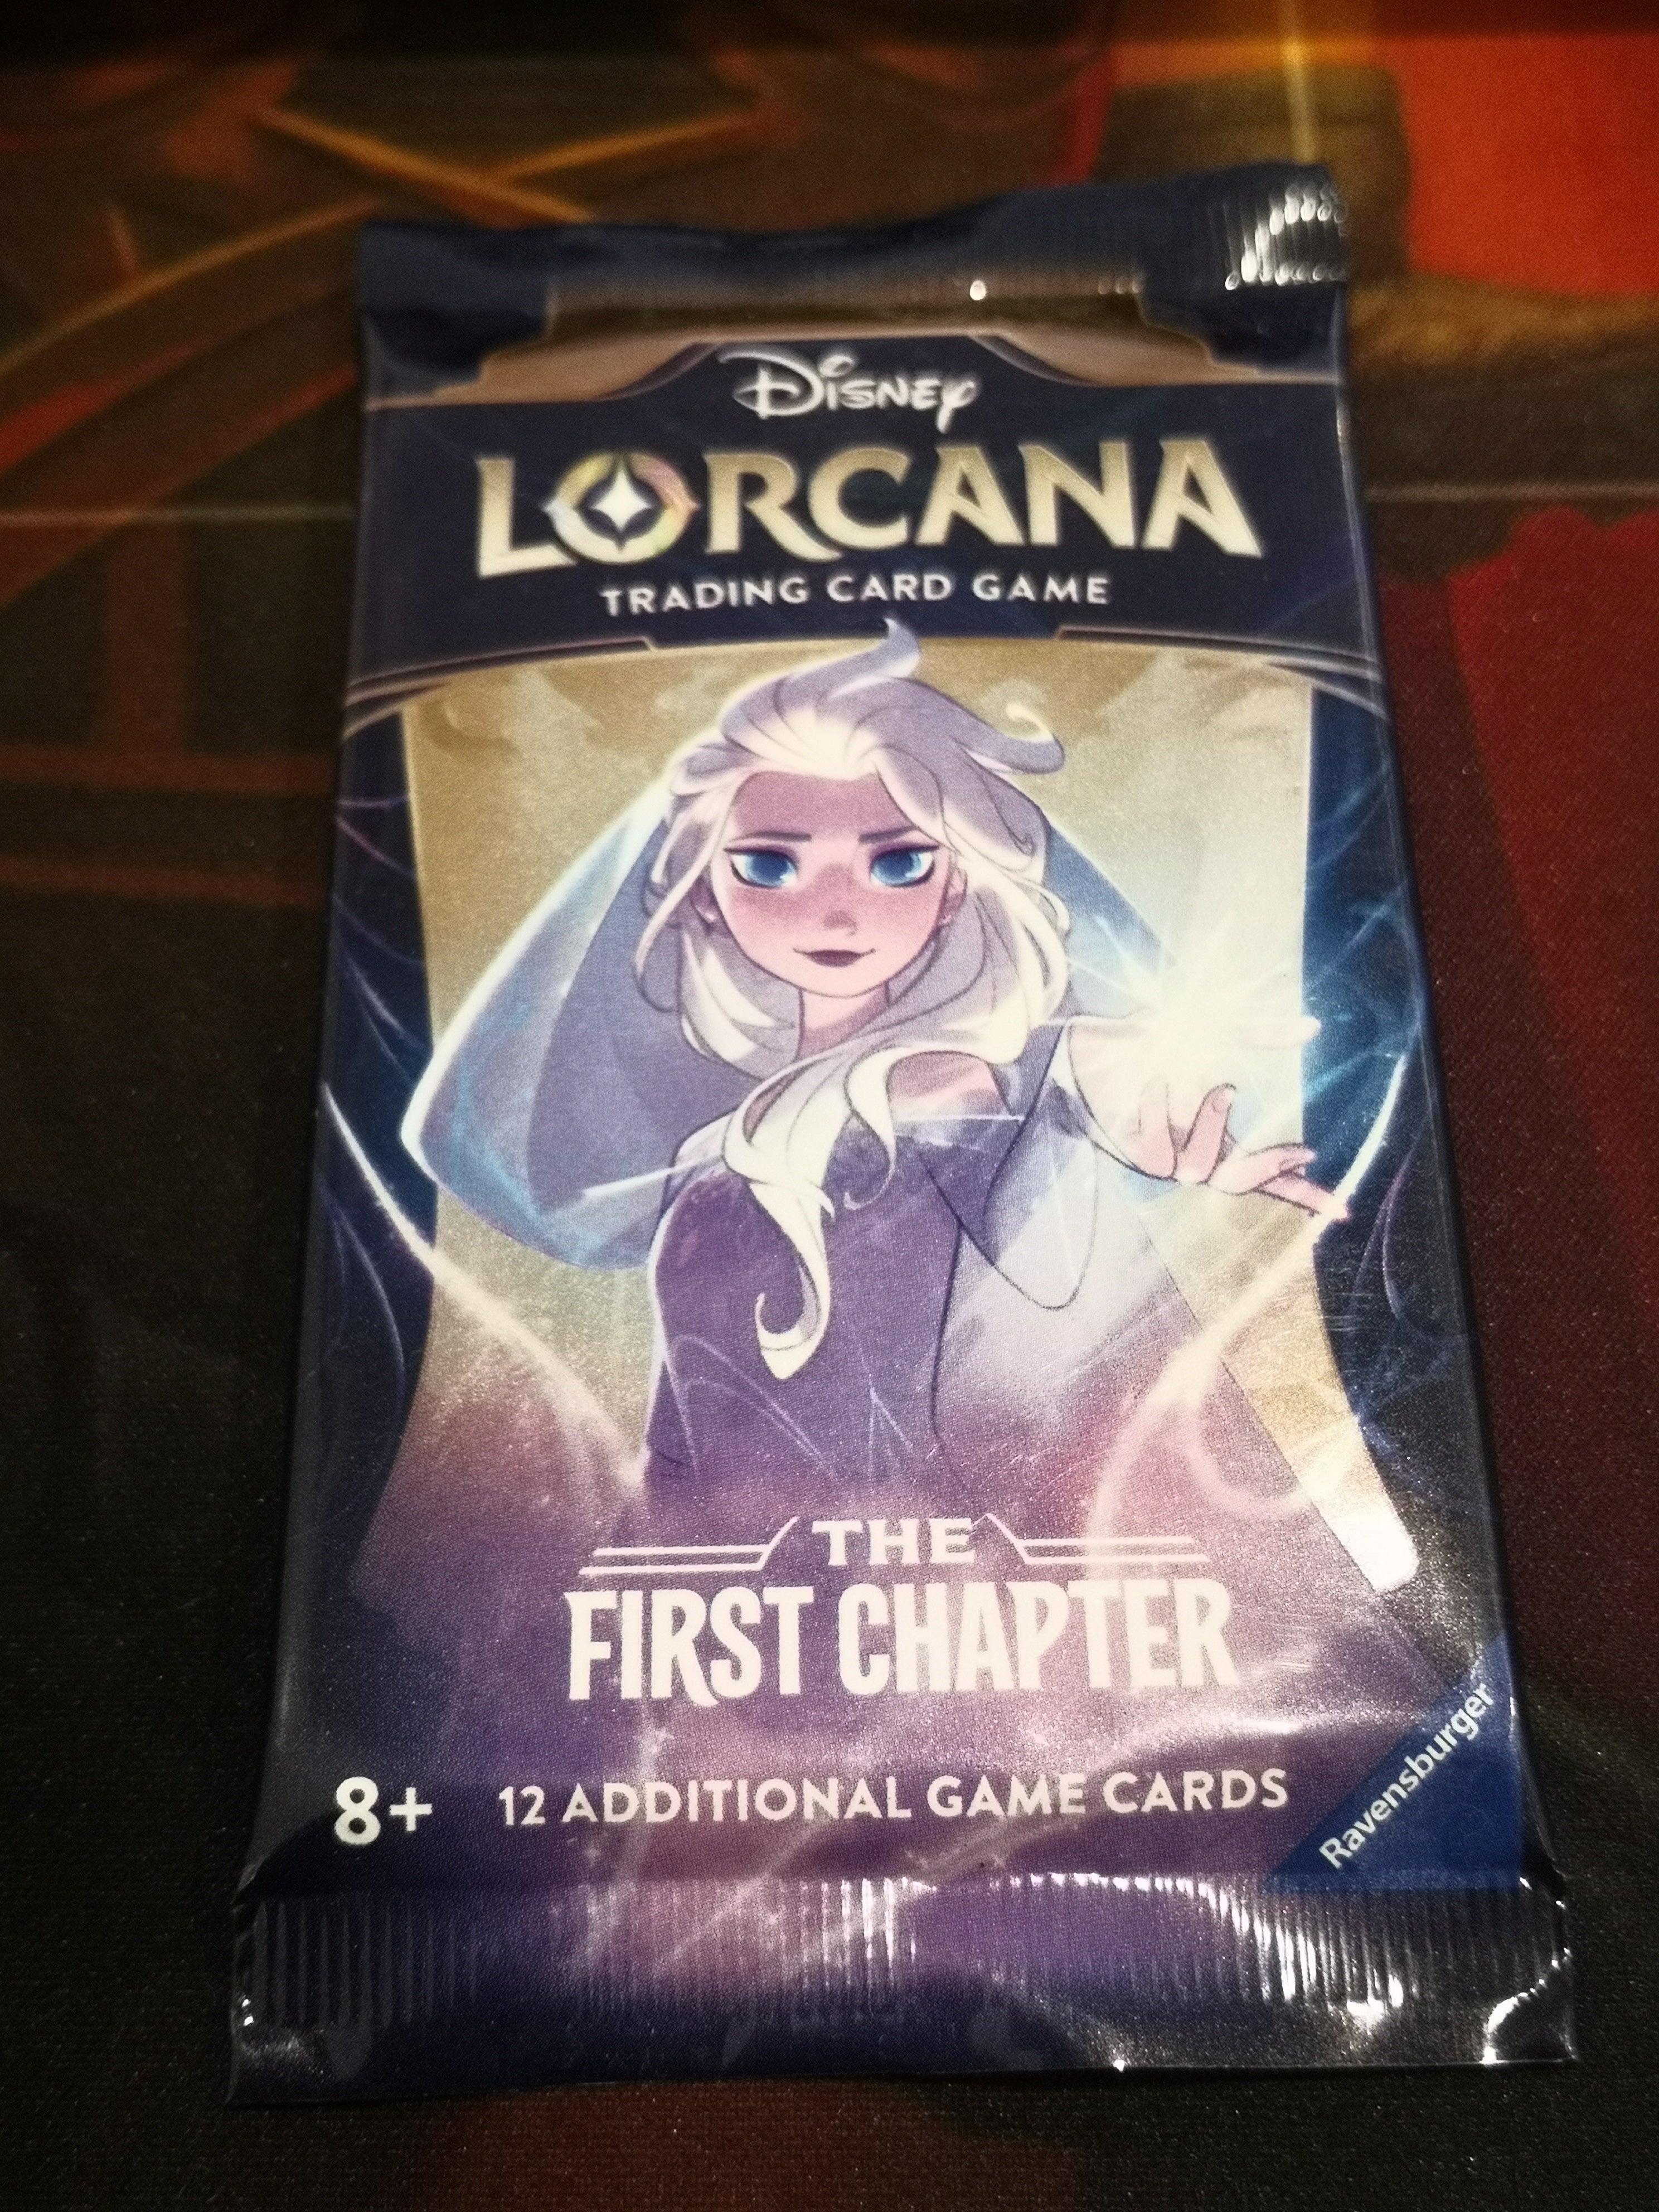 Disney
LORCANA
TRADING CARD GAME
THE
FIRST CHAPTER
8+ 12 ADDITIONAL GAME CARDS
Ravensburger